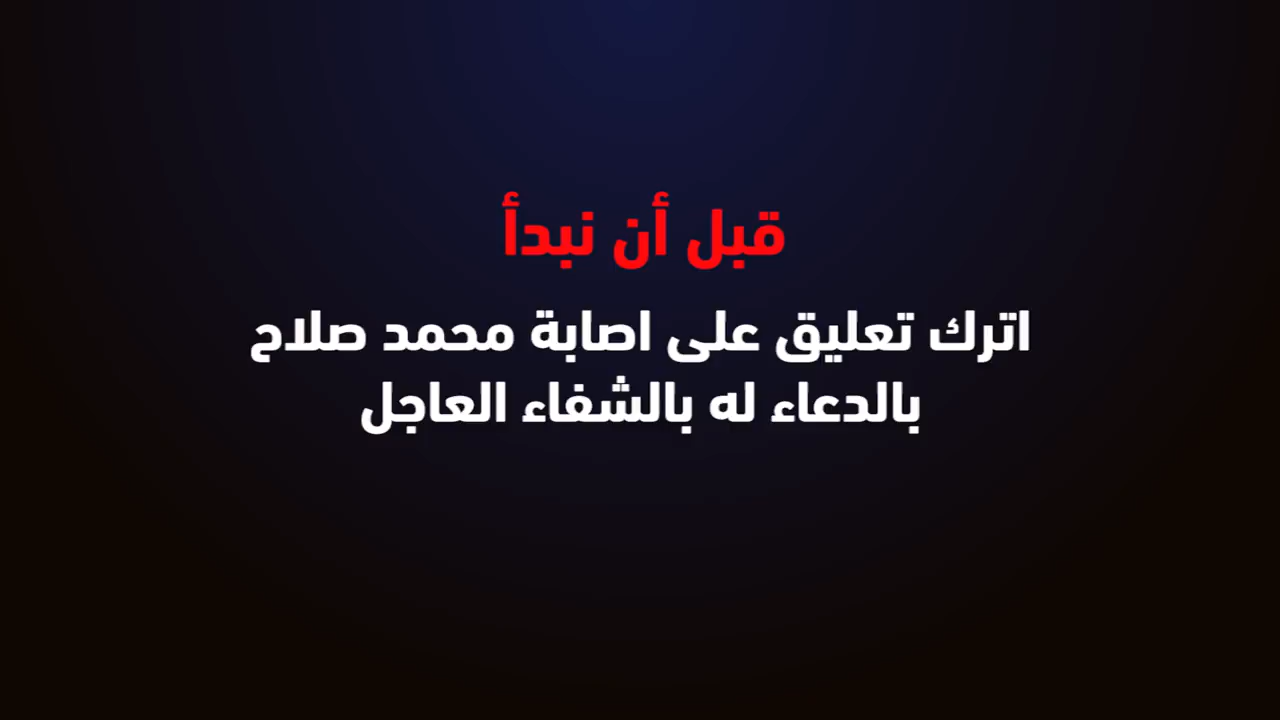 قبل أن نبدأ
اترك تعليق على اصابة محمد صلاح
بالدعاء له بالشفاء العاجل